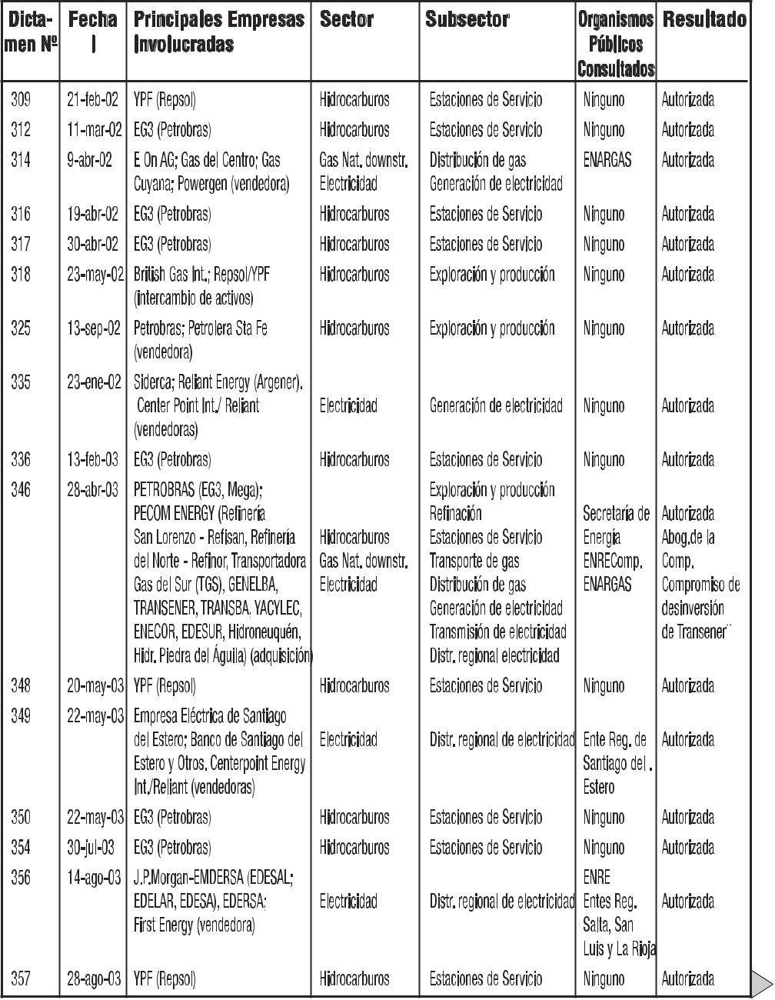 Dicta- Fecha Principales Empresas Sector Subsector Organismos Resultado
men Nº I Involucradas Públicos
Consultados
309 21-feb-02 YPF (Repsol) Hidrocarburos Estaciones de Servicio Ninguno Autorizada
312 11-mar-02 EG3 (Petrobras) Hidrocarburos Estaciones de Servicio Ninguno Autorizada
314 9-abr-02 E On AG; Gas del Centro; Gas Gas Nat. downstr. Distribución de gas ENARGAS Autorizada
Cuyana; Powergen (vendedora) Electricidad Generación de electricidad
316 19-abr-02 EG3 (Petrobras) Hidrocarburos Estaciones de Servicio Ninguno Autorizada
317 30-abr-02 EG3 (Petrobras) Hidrocarburos Estaciones de Servicio Ninguno Autorizada
318 23-may-02 British Gas Int.; Repsol/YPF Hidrocarburos Exploración y producción Ninguno Autorizada
(intercambio de activos)
325 13-sep-02 Petrobras; Petrolera Sta Fe Hidrocarburos Exploración y producción Ninguno Autorizada
(vendedora)
335 23-ene-02 Siderca; Reliant Energy (Argener).
Center Point Int./ Reliant Electricidad Generación de electricidad Ninguno Autorizada
(vendedoras)
336 13-feb-03 EG3 (Petrobras) Hidrocarburos Estaciones de Servicio Ninguno Autorizada
346 28-abr-03 PETROBRAS (EG3, Mega); Exploración y producción
PECOM ENERGY (Refinería Refinación Secretaría de Autorizada
San Lorenzo - Refisan, Refinería Hidrocarburos Estaciones de Servicio Energía Abog.de la
del Norte - Refinor, Transportadora Gas Nat. downstr. Transporte de gas ENREComp. Comp.
Gas del Sur (TGS), GENELBA, Electricidad Distribución de gas ENARGAS Compromiso de
TRANSENER, TRANSBA, YACYLEC, Generación de electricidad desinversión
ENECOR, EDESUR, Hidroneuquén, Transmisión de electricidad de Transener¨
Hidr. Piedra del Águila) (adquisición) Distr. regional electricidad
348 20-may-03 YPF (Repsol) Hidrocarburos Estaciones de Servicio Ninguno Autorizada
349 22-may-03 Empresa Eléctrica de Santiago
del Estero; Banco de Santiago del Electricidad Distr. regional de electricidad Ente Reg. de Autorizada
Estero y Otros. Centerpoint Energy Santiago del .
Int./Reliant (vendedoras) Estero
350 22-may-03 EG3 (Petrobras) Hidrocarburos Estaciones de Servicio Ninguno Autorizada
354 30-jul-03 EG3 (Petrobras) Hidrocarburos Estaciones de Servicio Ninguno Autorizada
356 14-ago-03 J.P.Morgan-EMDERSA (EDESAL; ENRE
EDELAR, EDESA), EDERSA; Electricidad Distr. regional de electricidad Entes Reg. Autorizada
First Energy (vendedora) Salta, San
Luis y La Rioja
357 28-ago-03 YPF (Repsol) Hidrocarburos Estaciones de Servicio Ninguno Autorizada